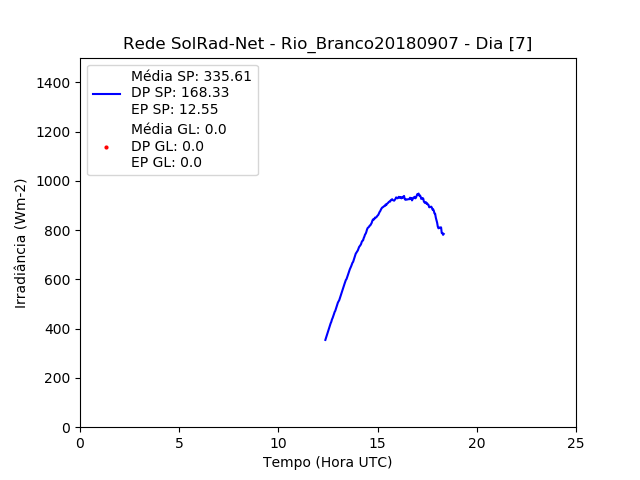 Rede SolRad-Net - Rio_Branco20180907 - Dia [7]
Média SP: 335.61
DP SP: 168.33
EP SP: 12.55
Média GL: 0.0
DP GL: 0.0
EP GL: 0.0
1400
1200
1000
800
600
400
200
0
Irradiância (Wm-2)
0 5 10 15 20 25
Tempo (Hora UTC)